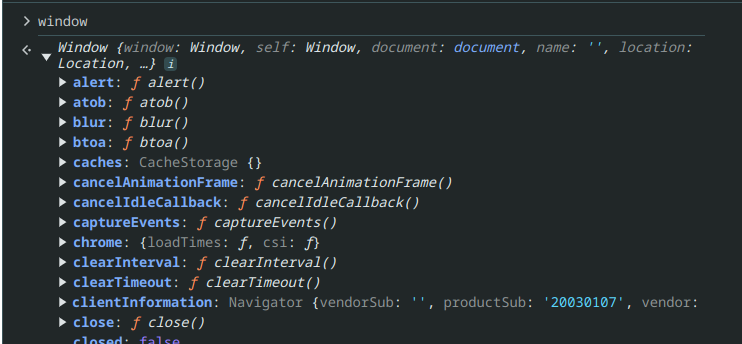 > window
< Window {window: Window, self: Window, document: document, name: '', location:
Location, …} i
▶ alert: ƒ alert()
▶ atob: ƒ atob()
▶ blur: ƒ blur()
▶ btoa: ƒ btoa()
▶ caches: CacheStorage {}
▶ cancelAnimationFrame: ƒ cancelAnimationFrame()
▶ cancelIdleCallback: ƒ cancelIdleCallback()
▶ captureEvents: ƒ captureEvents()
▶ chrome: {loadTimes: ƒ, csi: ƒ}
▶ clearInterval: ƒ clearInterval()
▶ clearTimeout: ƒ clearTimeout()
▶ clientInformation: Navigator {vendorSub: '', productSub: '20030107', vendor:
▶ close: ƒ close()
closed: false